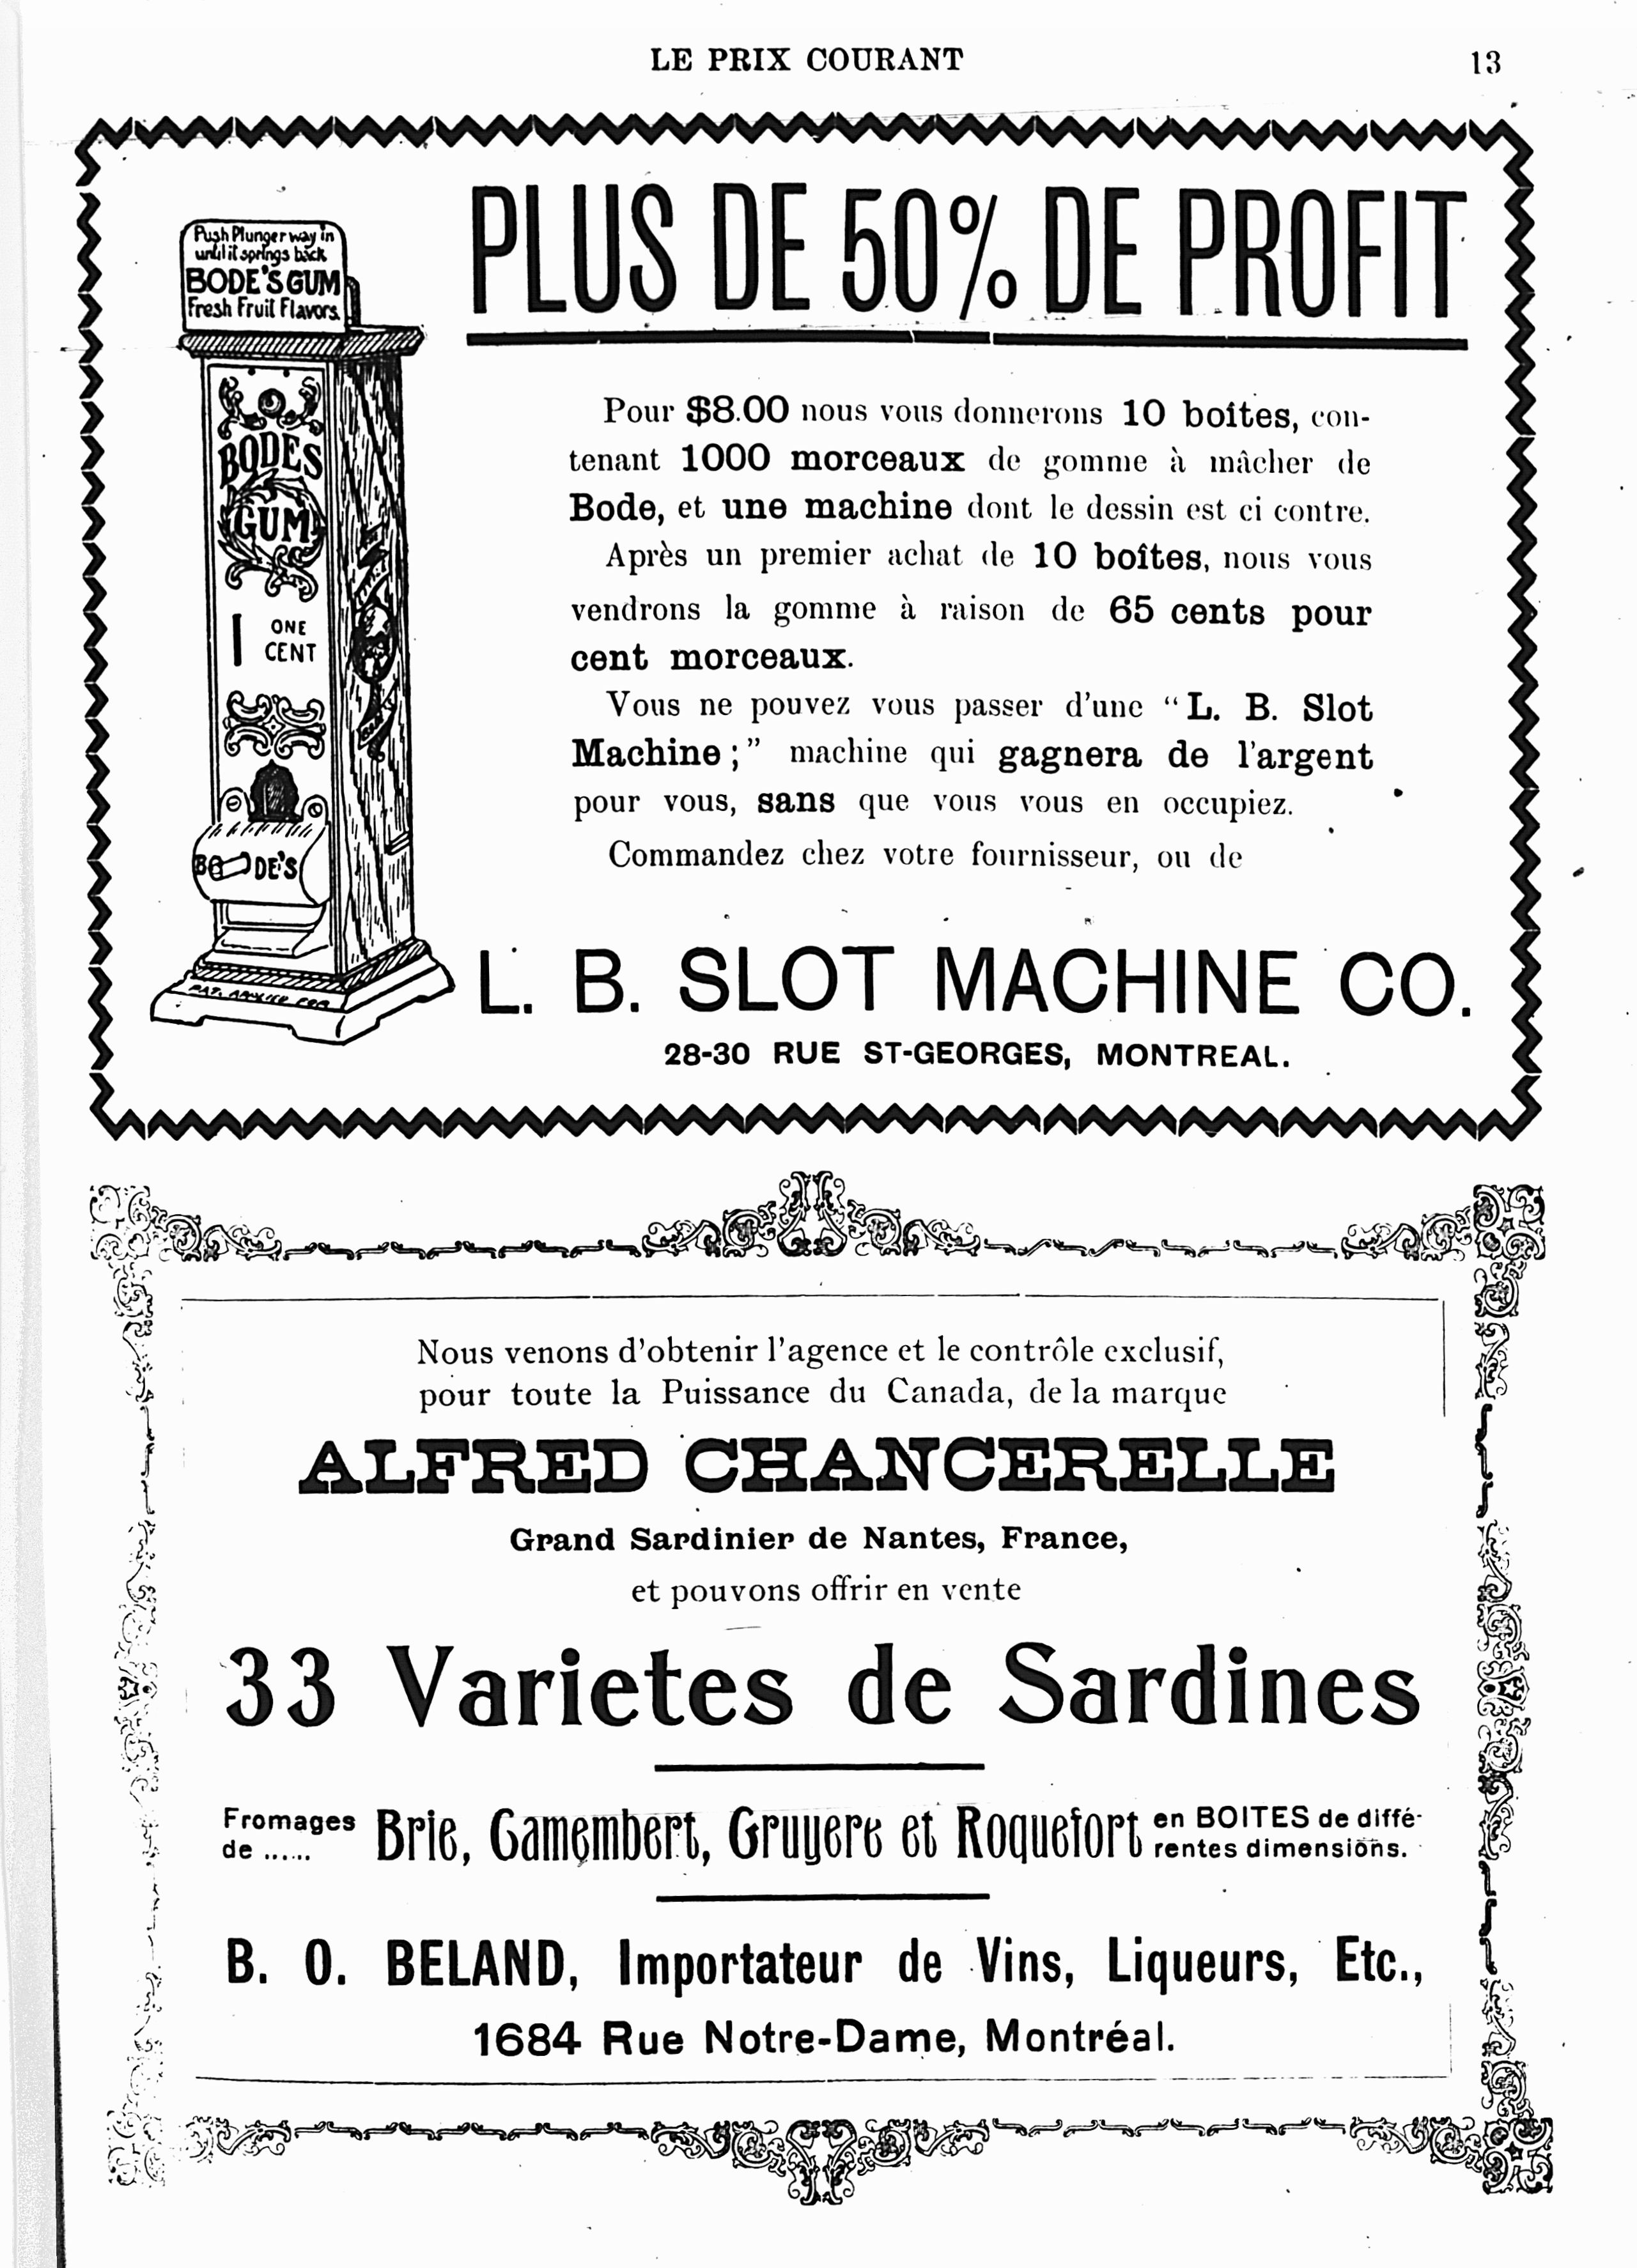 LE PRIX COURANT 13
Push Plunger way in
until it springs back
BODE'S GUM
Fresh Fruit Flavors.
BODES
GUM
1 ONE
CENT
BODE'S
PAT. APPLIED FOR
PLUS DE 50% DE PROFIT
Pour $8.00 nous vous donnerons 10 boites, con-
tenant 1000 morceaux de gomme à mâcher de
Bode, et une machine dont le dessin est ci contre.
Après un premier achat de 10 boîtes, nous vous
vendrons la gomme à raison de 65 cents pour
cent morceaux.
Vous ne pouvez vous passer d'une "L. B. Slot
Machine;" machine qui gagnera de l'argent
pour vous, sans que vous vous en occupiez.
Commandez chez votre fournisseur, ou de
L. B. SLOT MACHINE CO.
28-30 RUE ST-GEORGES, MONTREAL.
Nous venons d'obtenir l'agence et le contrôle exclusif,
pour toute la Puissance du Canada, de la marque
ALFRED CHANCERELLE
Grand Sardinier de Nantes, France,
et pouvons offrir en vente
33 Varietes de Sardines
Fromages de ...... Brie, Camembert, Gruyere et Roquefort en BOITES de diffé-
rentes dimensions.
B. O. BELAND, Importateur de Vins, Liqueurs, Etc.,
1684 Rue Notre-Dame, Montréal.